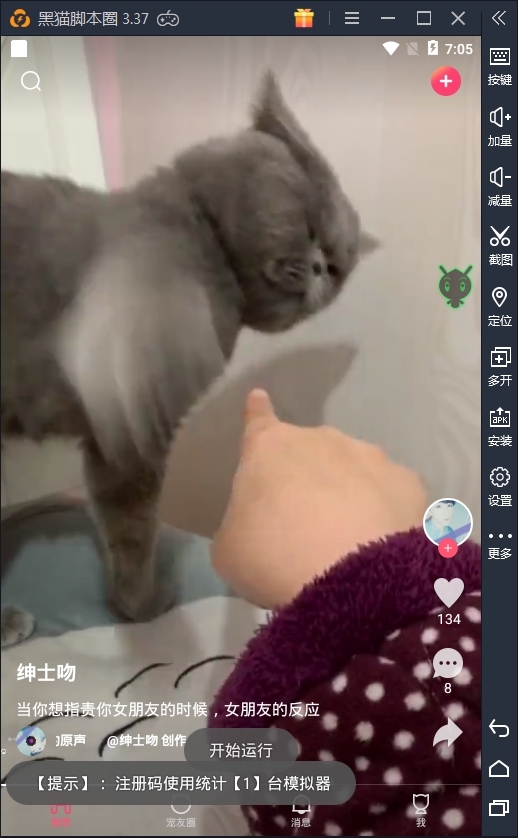 黑猫脚本圈 3.37
7:05
按键
加量
减量
截图
定位
多开
apk
安装
设置
更多
134
8
绅士吻
当你想指责你女朋友的时候，女朋友的反应
原声 @绅士吻 创作
开始运行
【提示】：注册码使用统计【1】台模拟器
宠友圈
消息
我